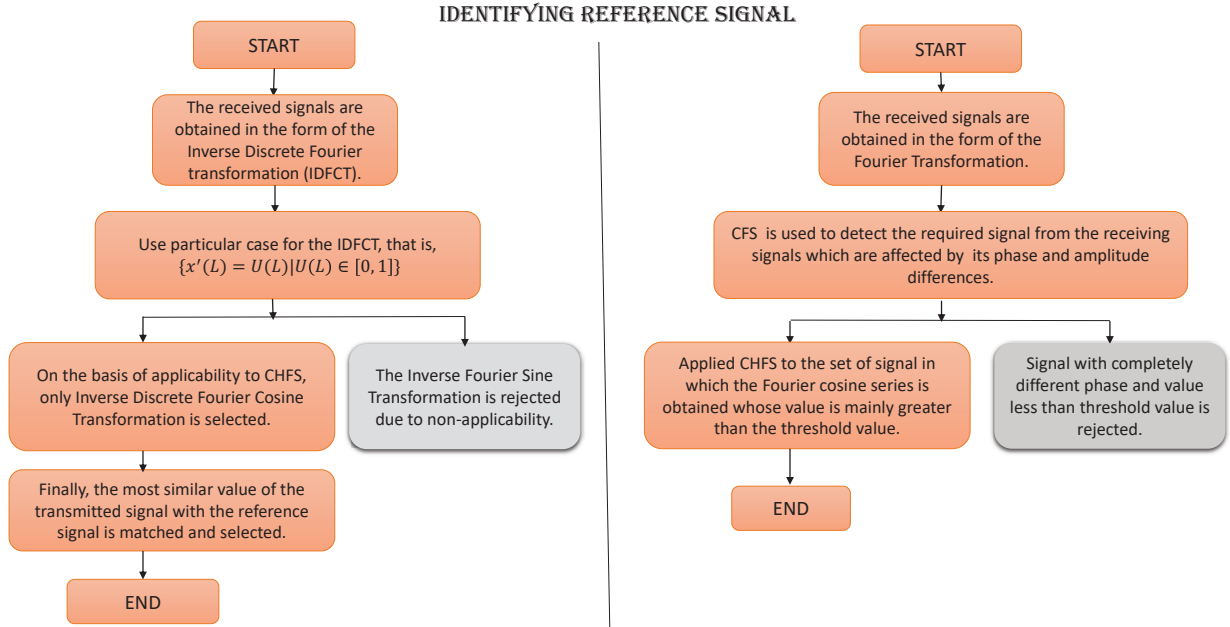 IDENTIFYING REFERENCE SIGNAL
START
The received signals are
obtained in the form of the
Inverse Discrete Fourier
transformation (IDFCT).
Use particular case for the IDFCT, that is,
{x′(L) = U(L)|U(L) ∈ [0, 1]}
On the basis of applicability to CHFS,
only Inverse Discrete Fourier Cosine
Transformation is selected.
The Inverse Fourier Sine
Transformation is rejected
due to non-applicability.
Finally, the most similar value of the
transmitted signal with the reference
signal is matched and selected.
END
START
The received signals are
obtained in the form of the
Fourier Transformation.
CFS is used to detect the required signal from the receiving
signals which are affected by its phase and amplitude
differences.
Applied CHFS to the set of signal in
which the Fourier cosine series is
obtained whose value is mainly greater
than the threshold value.
Signal with completely
different phase and value
less than threshold value is
rejected.
END